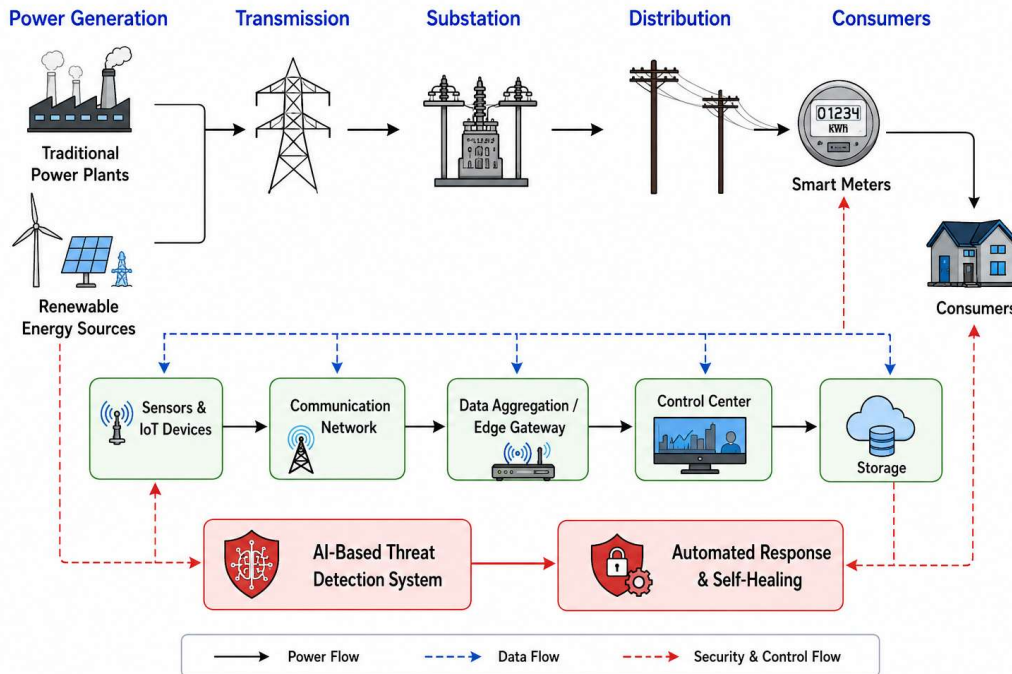 Power Generation
Transmission
Substation
Distribution
Consumers
Traditional
Power Plants
01234
kWh
Smart Meters
Renewable
Energy Sources
Consumers
Sensors &
IoT Devices
Communication
Network
Data Aggregation /
Edge Gateway
Control Center
Storage
AI-Based Threat
Detection System
Automated Response
& Self-Healing
Power Flow
Data Flow
Security & Control Flow